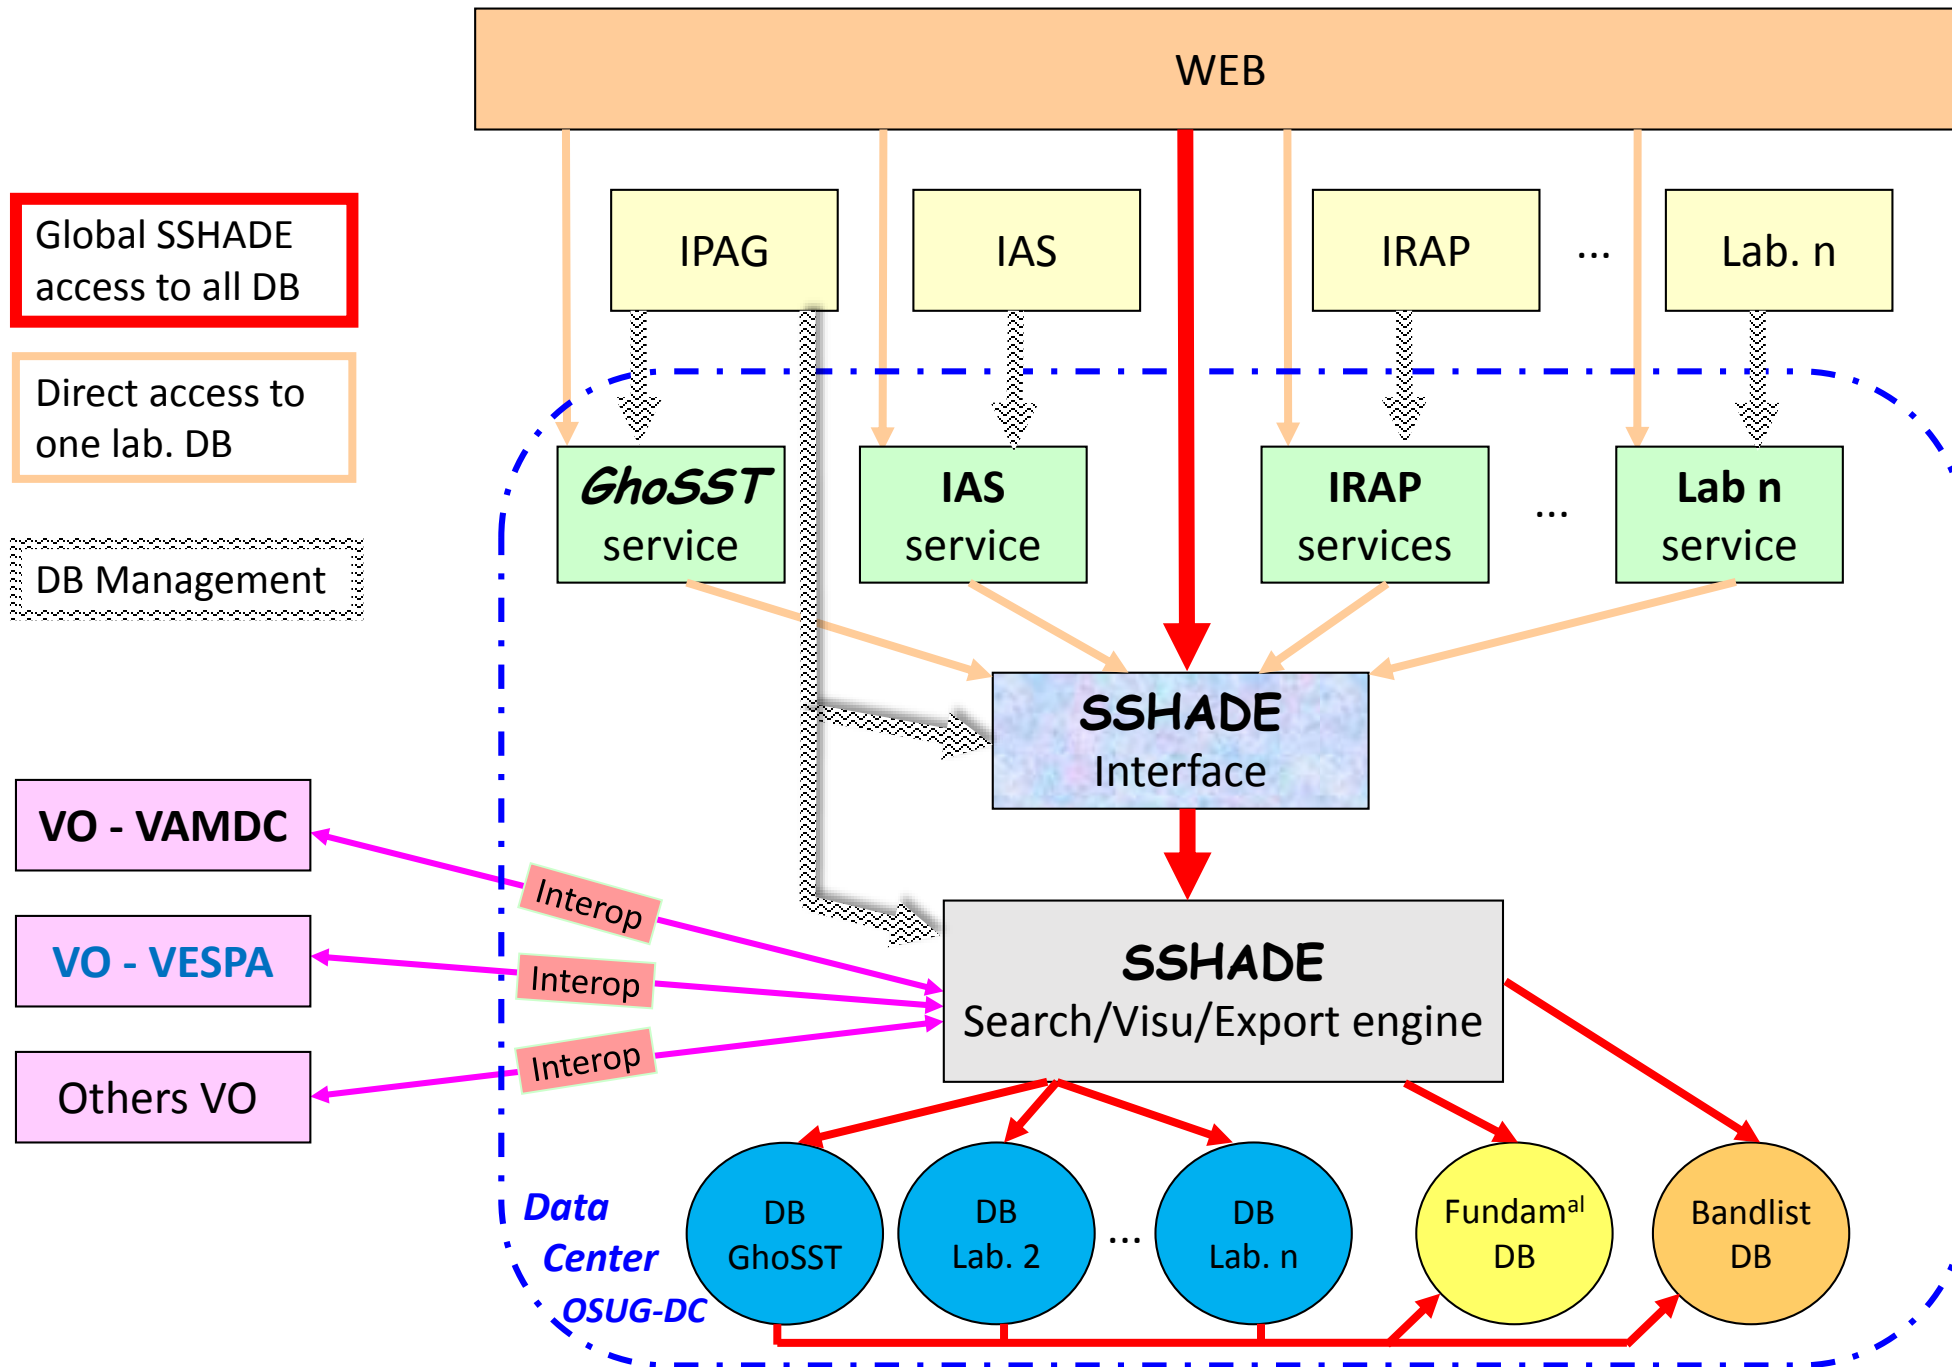 WEB
Global SSHADE
access to all DB
Direct access to
one lab. DB
DB Management
IPAG
IAS
IRAP
...
Lab. n
GhoSST
service
IAS
service
IRAP
services
...
Lab n
service
SSHADE
Interface
VO - VAMDC
VO - VESPA
Others VO
Interop
Interop
Interop
SSHADE
Search/Visu/Export engine
Data
Center
OSUG-DC
DB
GhoSST
DB
Lab. 2
...
DB
Lab. n
Fundamal
DB
Bandlist
DB